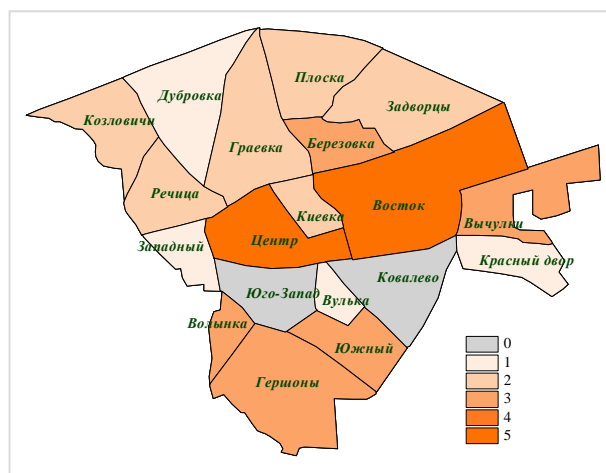 Плоска
Дубровка
Задворцы
Козловичи
Березовка
Граевка
Речица
Восток
Киевка
Вычулки
Центр
Западный
Красный двор
Ковалево
Юго-Запад
Вулька
Волынка
Южный
Гершоны
0
1
2
3
4
5